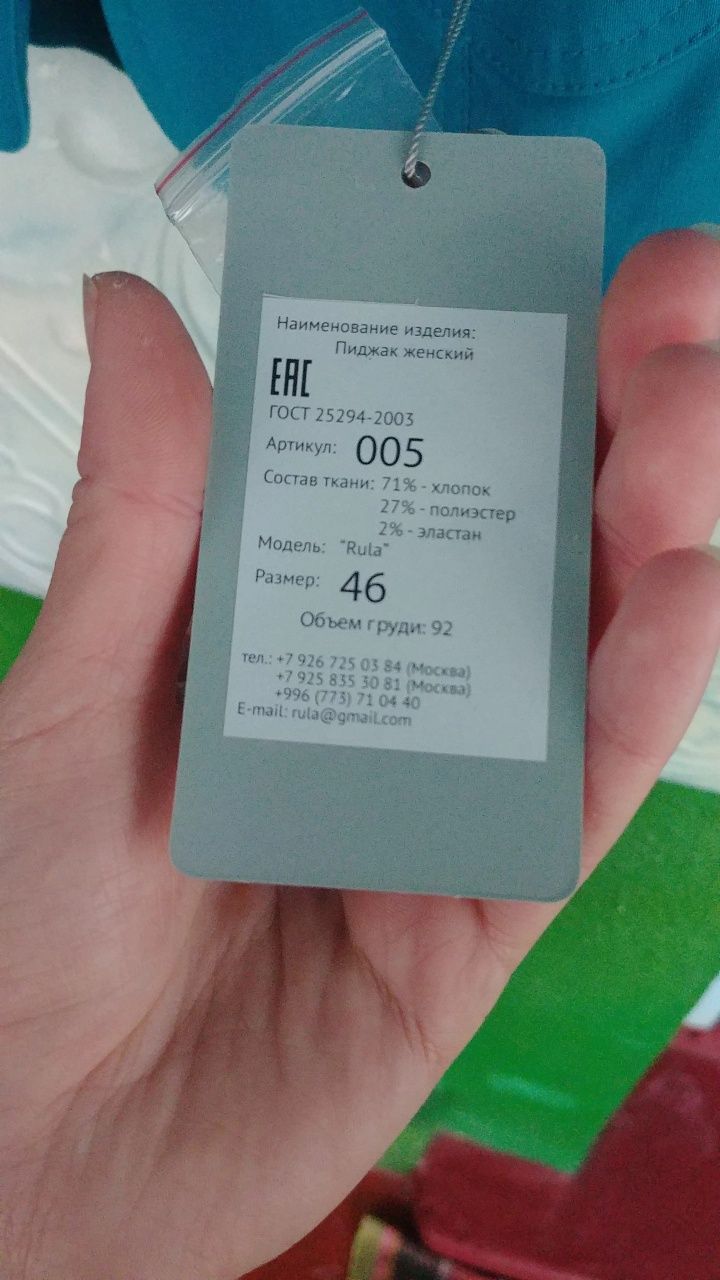 Наименование изделия:
Пиджак женский
EAC
ГОСТ 25294-2003
Артикул: 005
Состав ткани: 71% - хлопок
27% - полиэстер
2% - эластан
Модель: "Rula"
Размер: 46
Объем груди: 92
тел.: +7 926 725 03 84 (Москва)
+7 925 835 30 81 (Москва)
+996 (773) 71 04 40
E-mail: rula@gmail.com